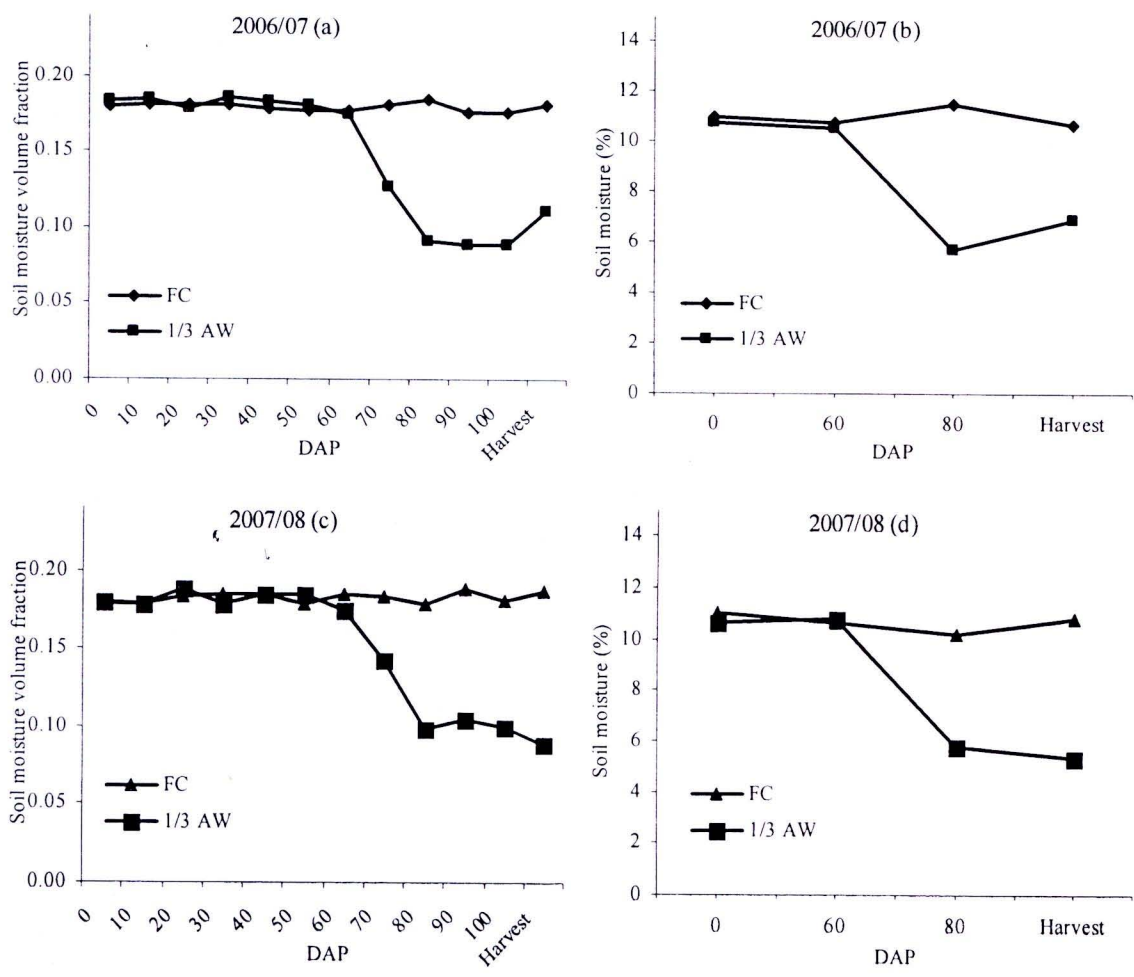 2006/07 (a)
Soil moisture volume fraction
0.20
0.15
0.10
0.05
0.00
FC
1/3 AW
0
10
20
30
40
50
60
70
80
90
100
Harvest
DAP
2006/07 (b)
Soil moisture (%)
14
12
10
8
6
4
2
0
FC
1/3 AW
0
60
80
Harvest
DAP
2007/08 (c)
Soil moisture volume fraction
0.20
0.15
0.10
0.05
0.00
FC
1/3 AW
0
10
20
30
40
50
60
70
80
90
100
Harvest
DAP
2007/08 (d)
Soil moisture (%)
14
12
10
8
6
4
2
0
FC
1/3 AW
0
60
80
Harvest
DAP